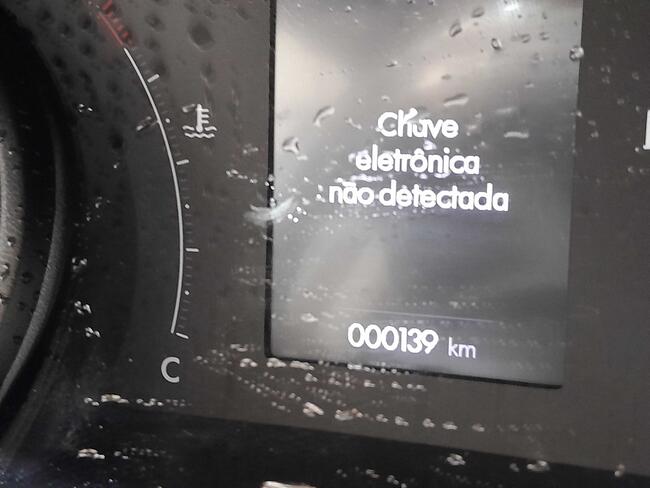 Chave
eletrônica
não detectada
000139 km
C